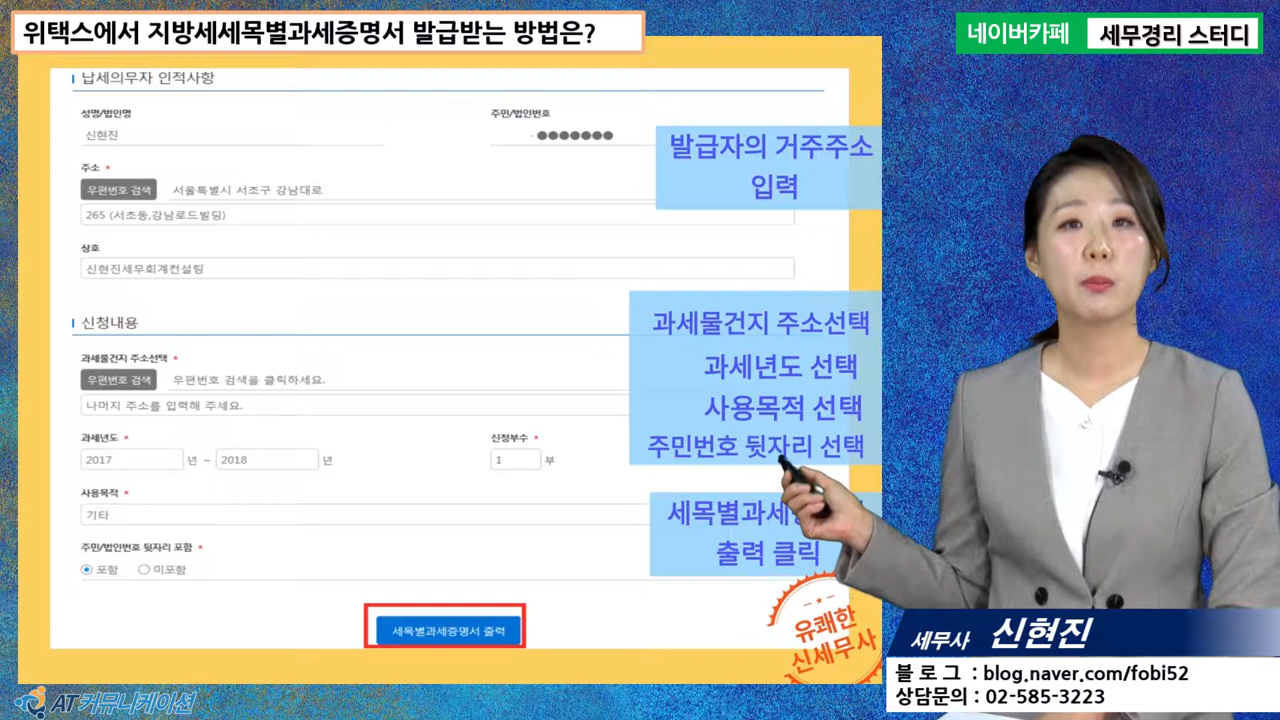 위택스에서 지방세세목별과세증명서 발급받는 방법은?
네이버카페 세무경리 스터디
납세의무자 인적사항
성명/법인명 주민/법인번호
신현진
주소 *
우편번호 검색 서울특별시 서초구 강남대로
265 (서초동,강남로드빌딩)
상호
신현진세무회계컨설팅
신청내용
과세물건지 주소선택 *
우편번호 검색 우편번호 검색을 클릭하세요.
나머지 주소를 입력해 주세요.
과세년도 * 신청부수 *
2017 년 ~ 2018 년 1 부
사용목적 *
기타
주민/법인번호 뒷자리 포함 *
포함 미포함
세목별과세증명서 출력
발급자의 거주주소
입력
과세물건지 주소선택
과세년도 선택
사용목적 선택
주민번호 뒷자리 선택
세목별과세
출력 클릭
유쾌한
신세무사
세무사 신현진
블로그 : blog.naver.com/fobi52
상담문의 : 02-585-3223
AT커뮤니케이션